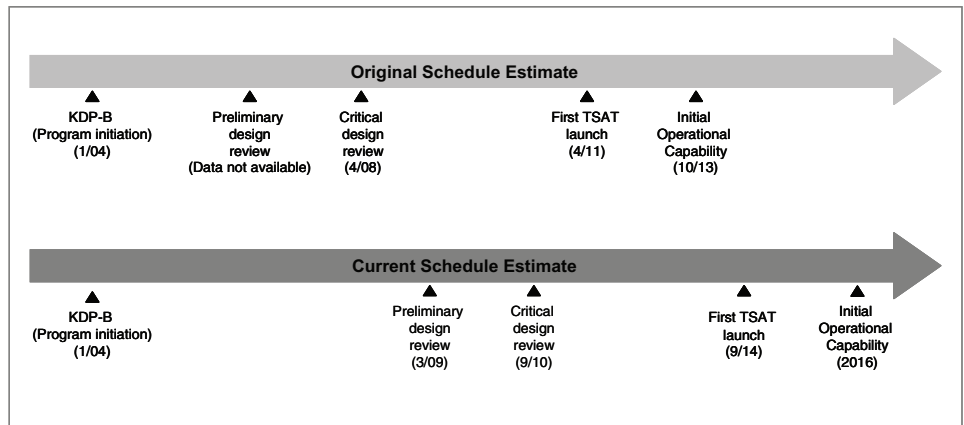 Original Schedule Estimate
KDP-B
(Program initiation)
(1/04)
Preliminary
design
review
(Data not available)
Critical
design
review
(4/08)
First TSAT
launch
(4/11)
Initial
Operational
Capability
(10/13)
Current Schedule Estimate
KDP-B
(Program initiation)
(1/04)
Preliminary
design
review
(3/09)
Critical
design
review
(9/10)
First TSAT
launch
(9/14)
Initial
Operational
Capability
(2016)